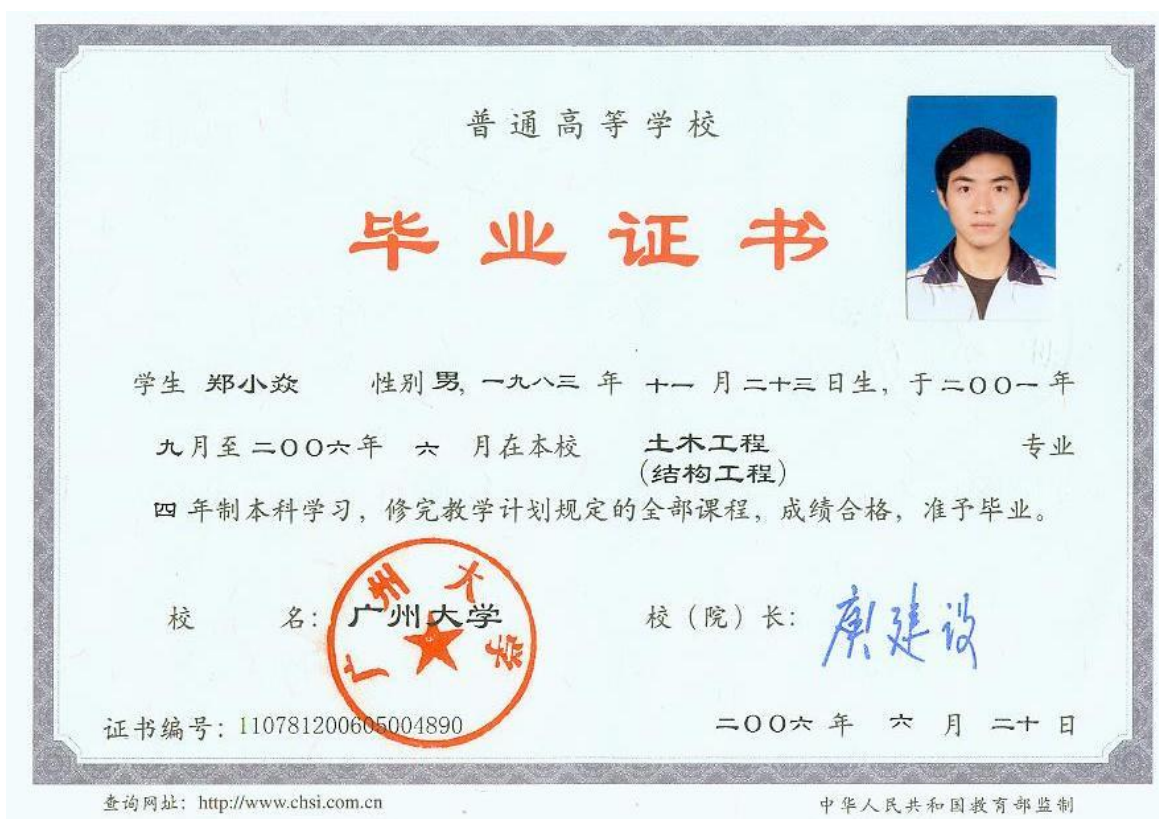 普通高等学校
毕业证书
学生 郑小焱 性别 男, 一九八三 年 十一 月 二十三 日生, 于 二〇〇一 年
九 月至 二〇〇六 年 六 月在本校 土木工程 专业
(结构工程)
四 年制本科学习, 修完教学计划规定的全部课程, 成绩合格, 准予毕业。
校 名: 广州大学 校(院)长: 庾建设
广州大学
证书编号: 110781200605004890 二〇〇六 年 六 月 二十 日
查询网址: http://www.chsi.com.cn 中华人民共和国教育部监制